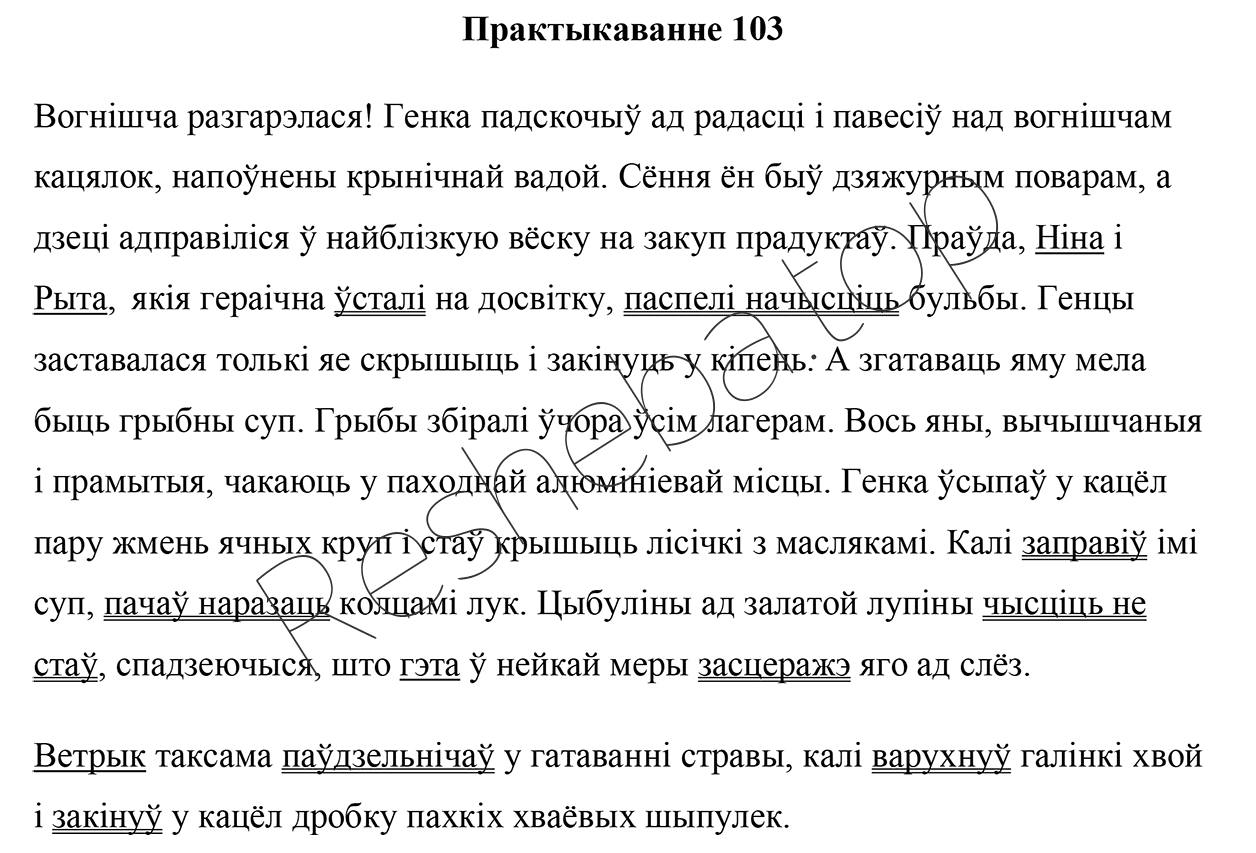 Практыкаванне 103
Вогнішча разгарэлася! Генка падскочыў ад радасці і павесіў над вогнішчам
кацялок, напоўнены крынічнай вадой. Сёння ён быў дзяжурным поварам, а
дзеці адправіліся ў найблізкую вёску на закуп прадуктаў. Праўда, Ніна і
Рыта, якія гераічна ўсталі на досвітку, паспелі начысціць бульбы. Генцы
заставалася толькі яе скрышыць і закінуць у кіпень. А згатаваць яму мела
быць грыбны суп. Грыбы збіралі ўчора ўсім лагерам. Вось яны, вычышчаныя
і прамытыя, чакаюць у паходнай алюмініевай місцы. Генка ўсыпаў у кацёл
пару жмень ячных круп і стаў крышыць лісічкі з маслякамі. Калі заправіў імі
суп, пачаў наразаць колцамі лук. Цыбуліны ад залатой лупіны чысціць не
стаў, спадзеючыся, што гэта ў нейкай меры засцеражэ яго ад слёз.
Ветрык таксама паўдзельнічаў у гатаванні стравы, калі варухнуў галінкі хвой
і закінуў у кацёл дробку пахкіх хваёвых шыпулек.
Resheba.top